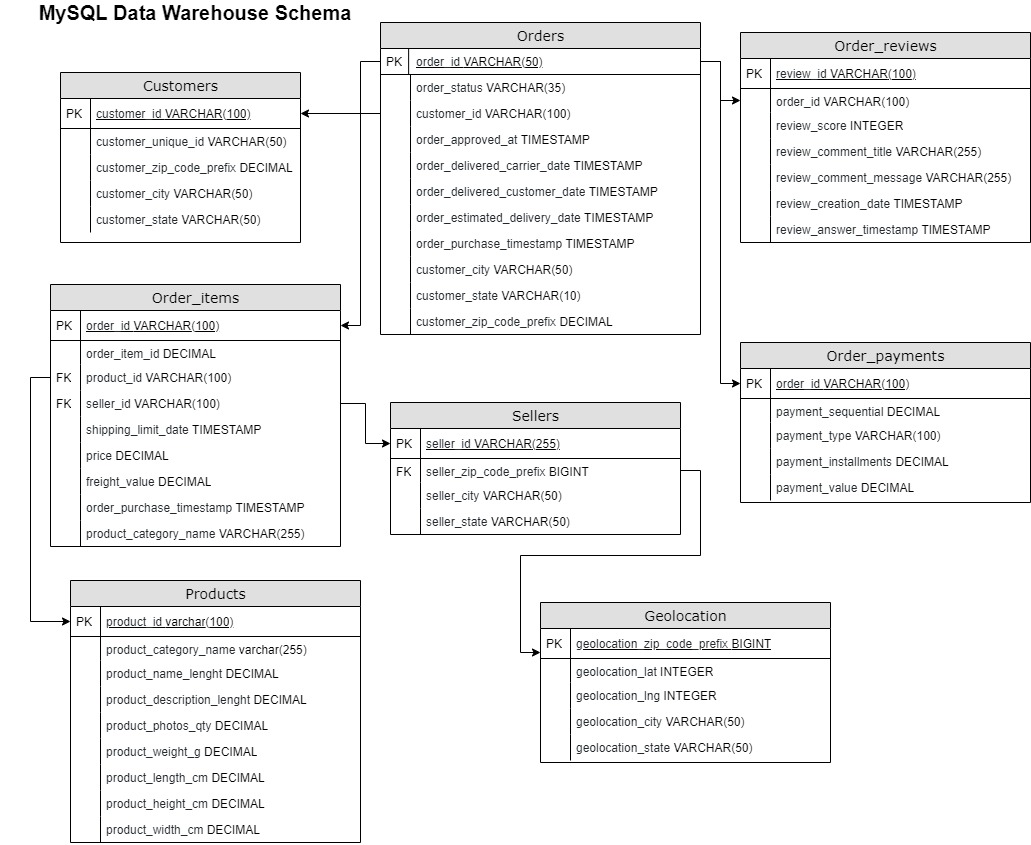 MySQL Data Warehouse Schema
Customers
PK customer_id VARCHAR(100)
customer_unique_id VARCHAR(50)
customer_zip_code_prefix DECIMAL
customer_city VARCHAR(50)
customer_state VARCHAR(50)
Orders
PK order_id VARCHAR(50)
order_status VARCHAR(35)
customer_id VARCHAR(100)
order_approved_at TIMESTAMP
order_delivered_carrier_date TIMESTAMP
order_delivered_customer_date TIMESTAMP
order_estimated_delivery_date TIMESTAMP
order_purchase_timestamp TIMESTAMP
customer_city VARCHAR(50)
customer_state VARCHAR(10)
customer_zip_code_prefix DECIMAL
Order_reviews
PK review_id VARCHAR(100)
order_id VARCHAR(100)
review_score INTEGER
review_comment_title VARCHAR(255)
review_comment_message VARCHAR(255)
review_creation_date TIMESTAMP
review_answer_timestamp TIMESTAMP
Order_items
PK order_id VARCHAR(100)
order_item_id DECIMAL
FK product_id VARCHAR(100)
FK seller_id VARCHAR(100)
shipping_limit_date TIMESTAMP
price DECIMAL
freight_value DECIMAL
order_purchase_timestamp TIMESTAMP
product_category_name VARCHAR(255)
Sellers
PK seller_id VARCHAR(255)
FK seller_zip_code_prefix BIGINT
seller_city VARCHAR(50)
seller_state VARCHAR(50)
Order_payments
PK order_id VARCHAR(100)
payment_sequential DECIMAL
payment_type VARCHAR(100)
payment_installments DECIMAL
payment_value DECIMAL
Products
PK product_id varchar(100)
product_category_name varchar(255)
product_name_lenght DECIMAL
product_description_lenght DECIMAL
product_photos_qty DECIMAL
product_weight_g DECIMAL
product_length_cm DECIMAL
product_height_cm DECIMAL
product_width_cm DECIMAL
Geolocation
PK geolocation_zip_code_prefix BIGINT
geolocation_lat INTEGER
geolocation_lng INTEGER
geolocation_city VARCHAR(50)
geolocation_state VARCHAR(50)